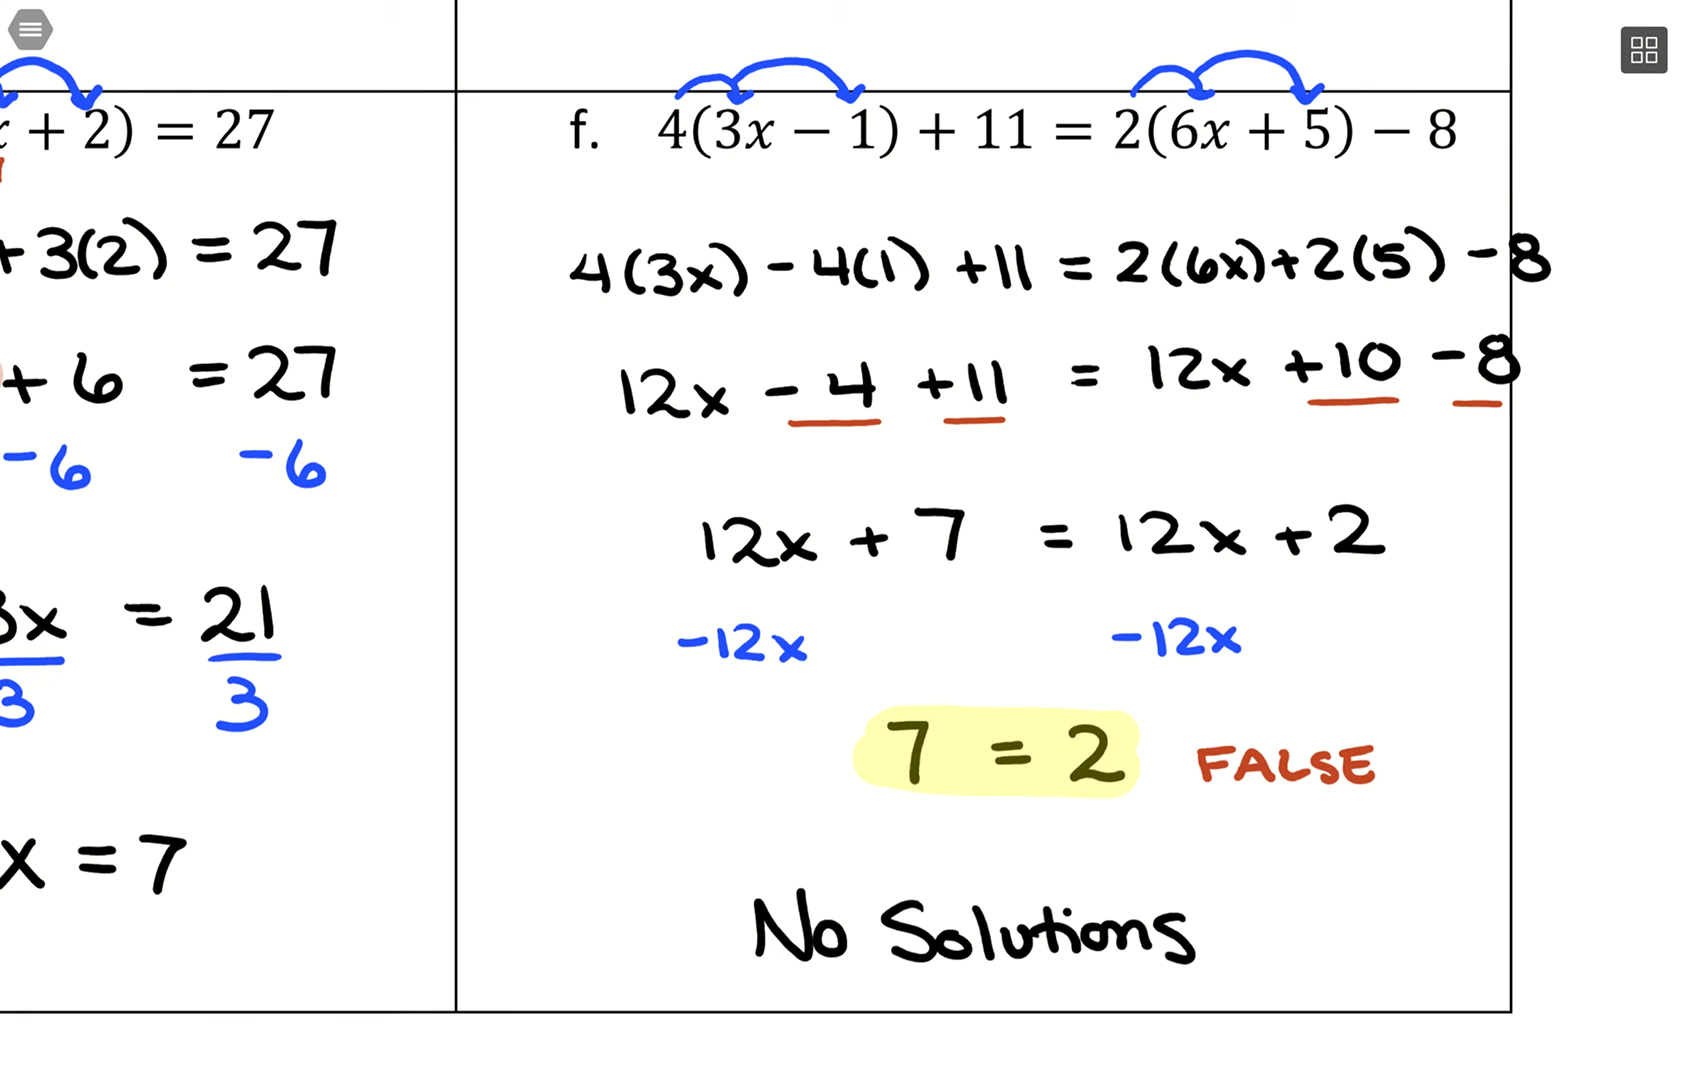 + 2) = 27
+ 3(2) = 27
+ 6 = 27
- 6 - 6
3x = 21
3 3
x = 7
f. 4(3x − 1) + 11 = 2(6x + 5) − 8
4(3x) - 4(1) + 11 = 2(6x) + 2(5) - 8
12x - 4 + 11 = 12x + 10 - 8
12x + 7 = 12x + 2
-12x -12x
7 = 2 FALSE
No Solutions